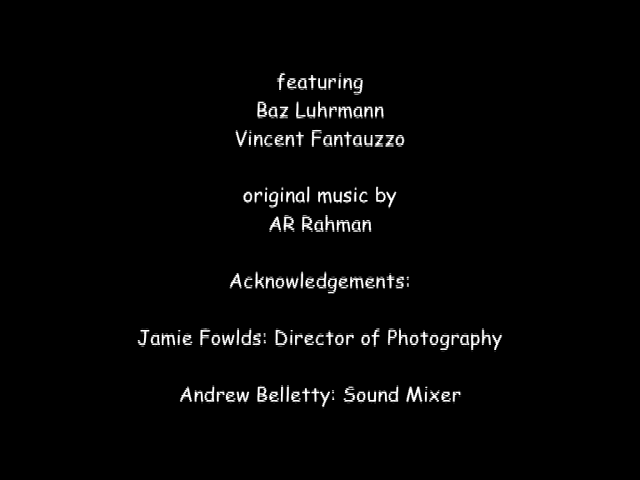 featuring
Baz Luhrmann
Vincent Fantauzzo
original music by
AR Rahman
Acknowledgements:
Jamie Fowlds: Director of Photography
Andrew Belletty: Sound Mixer